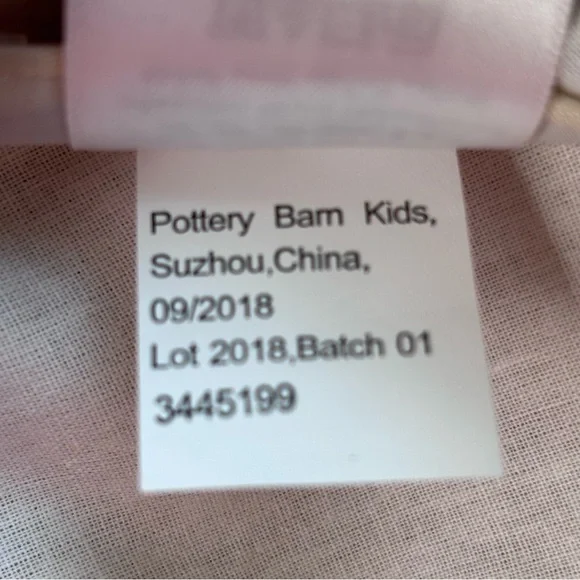 Pottery Barn Kids,
Suzhou,China,
09/2018
Lot 2018,Batch 01
3445199